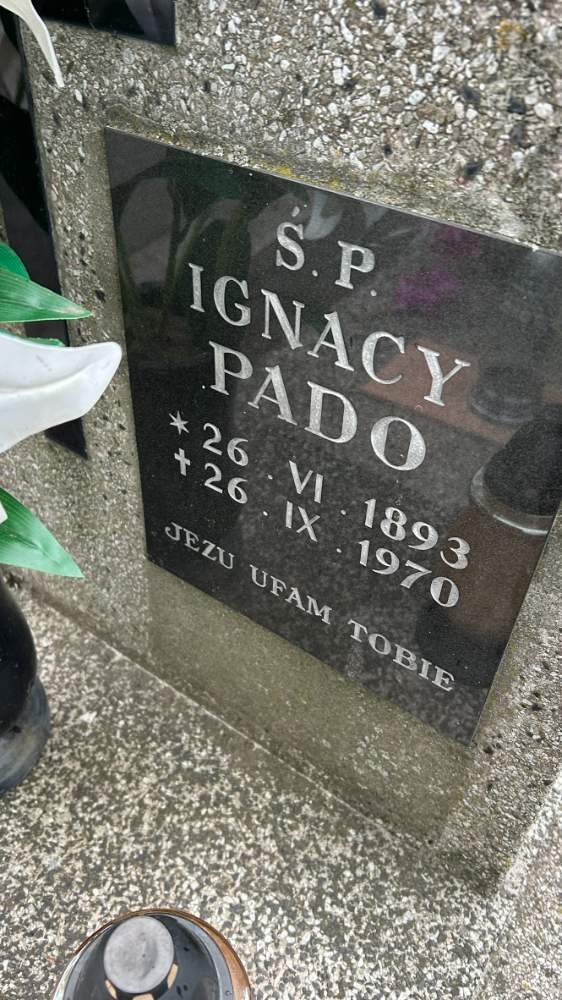 Ś. P.
IGNACY
PADO
* 26 . VI . 1893
✝ 26 . IX . 1970
JEZU UFAM TOBIE